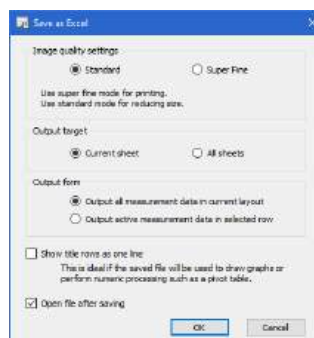 Save as Excel
Image quality settings
Standard Super Fine
Use super fine mode for printing.
Use standard mode for reducing size.
Output target
Current sheet All sheets
Output form
Output all measurement data in current layout
Output active measurement data in selected row
Show title rows as one line
This is ideal if the saved file will be used to draw graphs or
perform numeric processing such as a pivot table.
Open file after saving
OK Cancel